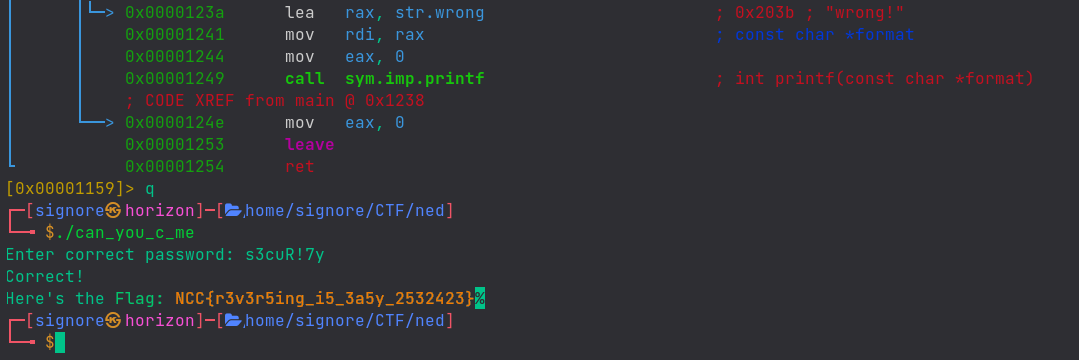 0x0000123a lea rax, str.wrong ; 0x203b ; "wrong!"
0x00001241 mov rdi, rax ; const char *format
0x00001244 mov eax, 0
0x00001249 call sym.imp.printf ; int printf(const char *format)
; CODE XREF from main @ 0x1238
0x0000124e mov eax, 0
0x00001253 leave
0x00001254 ret
[0x00001159]> q
[signore㉿horizon]-[/home/signore/CTF/ned]
$./can_you_c_me
Enter correct password: s3cuR!7y
Correct!
Here's the Flag: NCC{r3v3r5ing_i5_3a5y_2532423}%
[signore㉿horizon]-[/home/signore/CTF/ned]
$